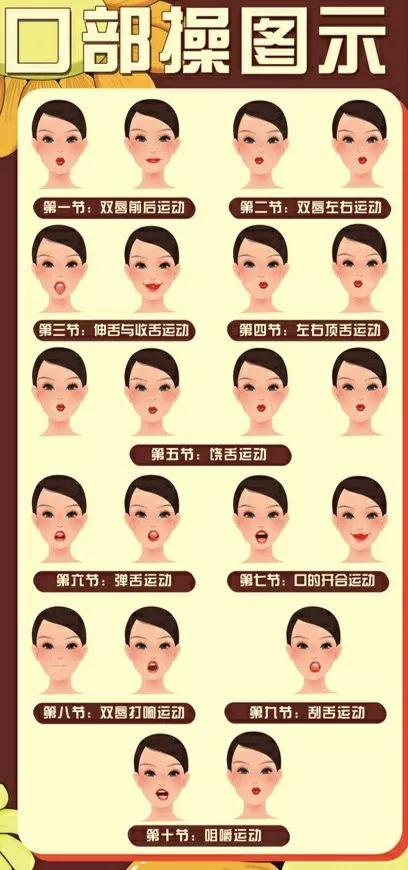 口部操图示
第一节：双唇前后运动
第二节：双唇左右运动
第三节：伸舌与收舌运动
第四节：左右顶舌运动
第五节：饶舌运动
第六节：弹舌运动
第七节：口的开合运动
第八节：双唇打响运动
第九节：刮舌运动
第十节：咀嚼运动